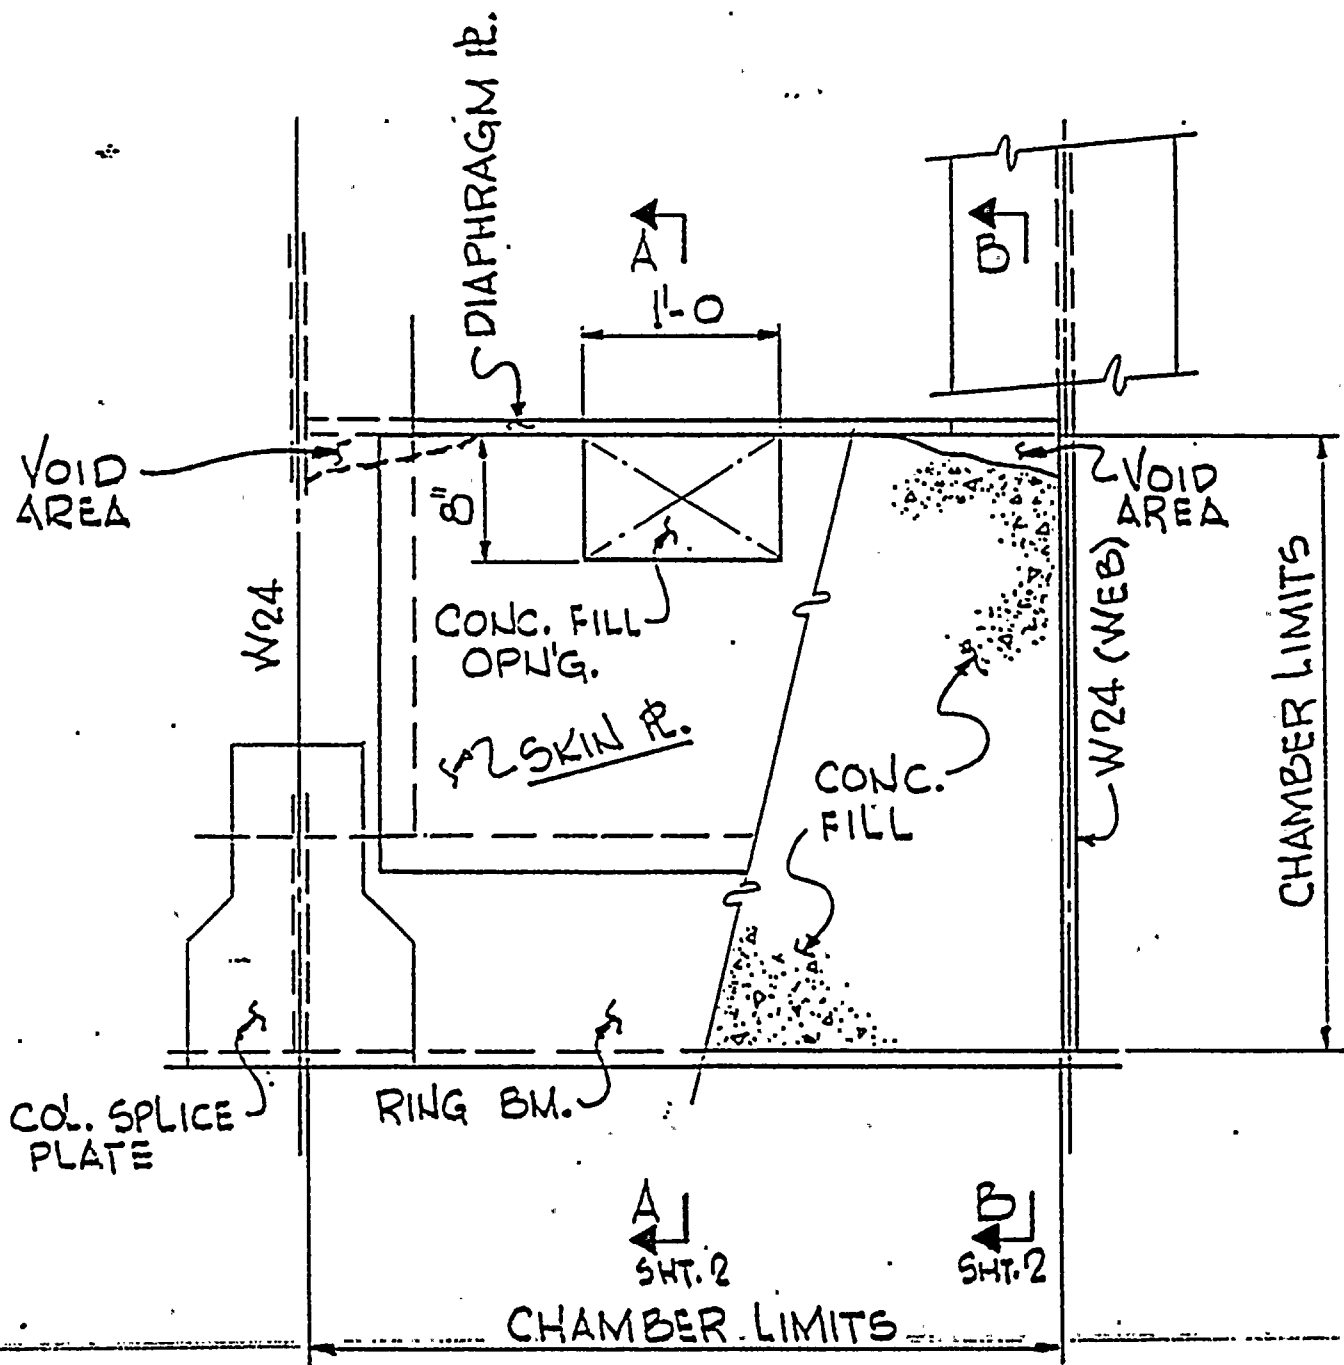 DIAPHRAGM PL.
A
B
1'-0
VOID
AREA
8"
VOID
AREA
W24
CONC. FILL
OPN'G.
SKIN PL.
CONC.
FILL
W24 (WEB)
CHAMBER LIMITS
COL. SPLICE
PLATE
RING BM.
A
SHT. 2
B
SHT. 2
CHAMBER LIMITS